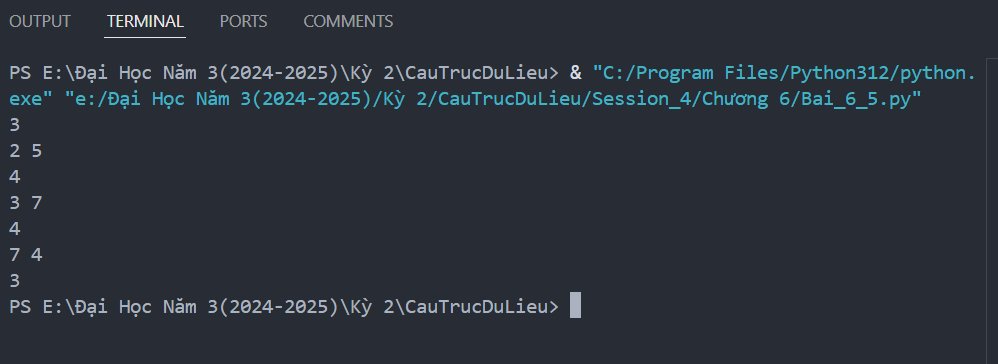 OUTPUT TERMINAL PORTS COMMENTS
PS E:\Đại Học Năm 3(2024-2025)\Kỳ 2\CauTrucDuLieu> & "C:/Program Files/Python312/python.
exe" "e:/Đại Học Năm 3(2024-2025)/Kỳ 2/CauTrucDuLieu/Session_4/Chương 6/Bai_6_5.py"
3
2 5
4
3 7
4
7 4
3
PS E:\Đại Học Năm 3(2024-2025)\Kỳ 2\CauTrucDuLieu>